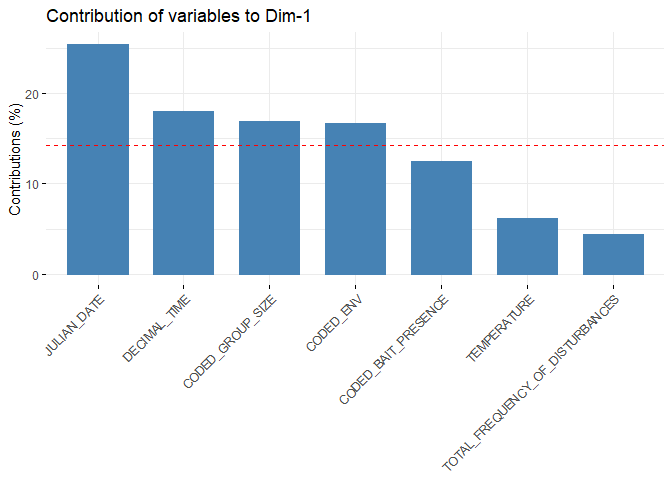 Contribution of variables to Dim-1
Contributions (%)
20
10
0
JULIAN_DATE
DECIMAL_TIME
CODED_GROUP_SIZE
CODED_ENV
CODED_BAIT_PRESENCE
TEMPERATURE
TOTAL_FREQUENCY_OF_DISTURBANCES